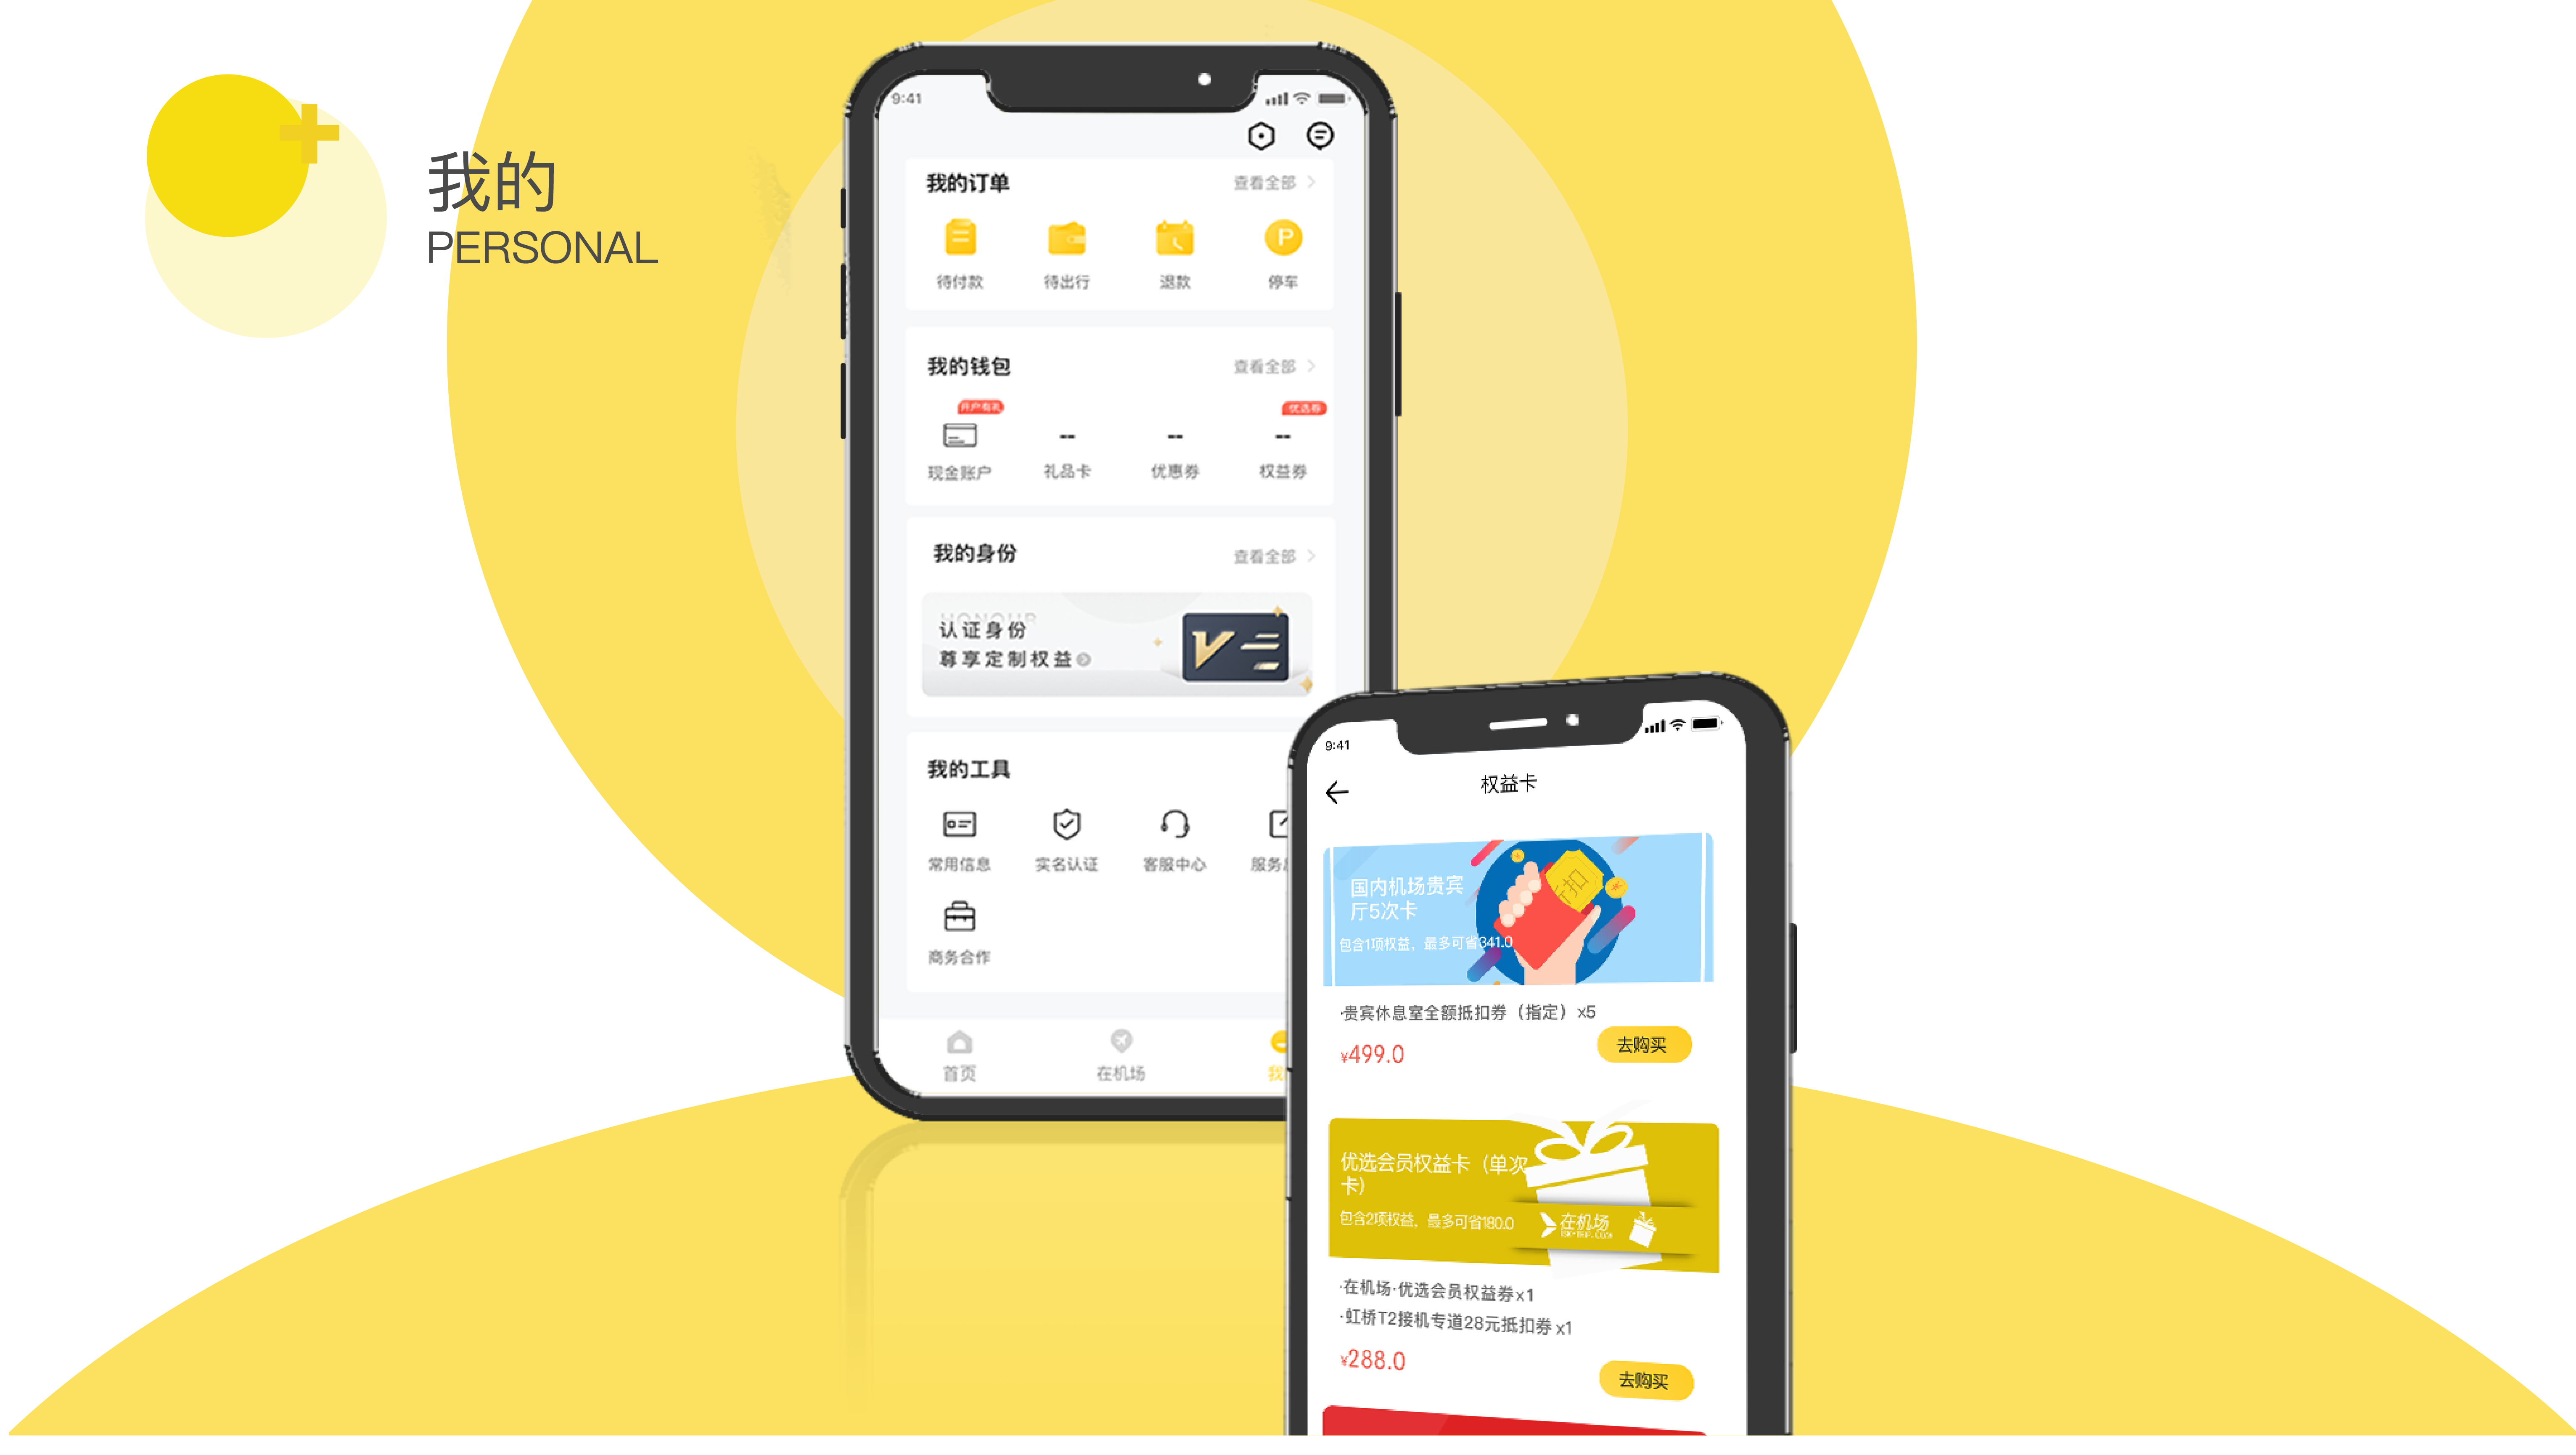 我的
PERSONAL
9:41
我的订单
查看全部
待付款
待出行
退款
P
停车
我的钱包
查看全部
开户有礼
优选券
-- -- --
现金账户
礼品卡
优惠券
权益券
我的身份
查看全部
HONOUR
认证身份
尊享定制权益
V
我的工具
常用信息
实名认证
客服中心
服务
商务合作
首页
在机场
我
9:41
权益卡
国内机场贵宾
厅5次卡
包含1项权益，最多可省341.0
扣
·贵宾休息室全额抵扣券（指定）x5
¥499.0
去购买
优选会员权益卡（单次
卡）
包含2项权益，最多可省180.0
在机场
·在机场·优选会员权益券x1
·虹桥T2接机专道28元抵扣券 x1
¥288.0
去购买